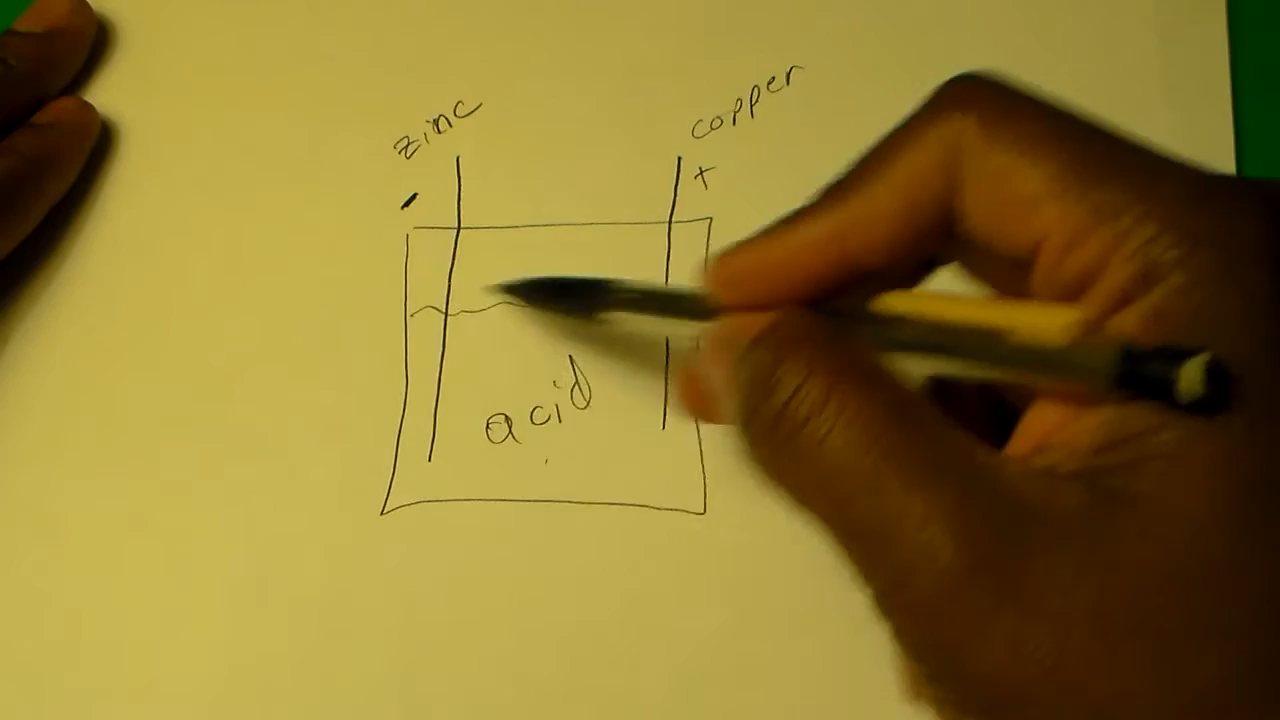 zinc
copper
-
+
acid